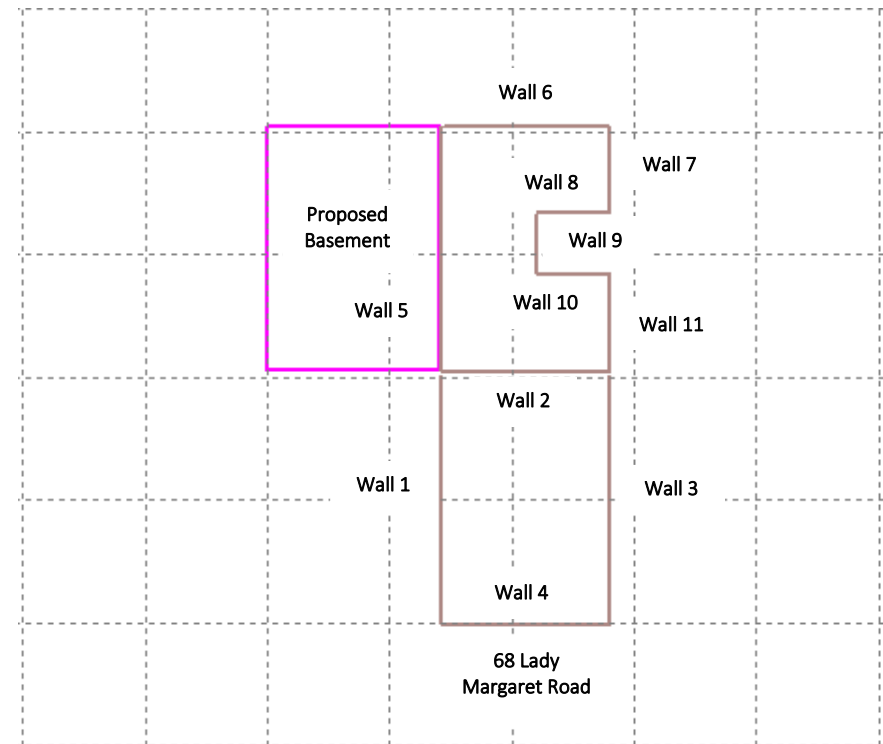 Wall 6
Wall 7
Wall 8
Proposed
Basement
Wall 9
Wall 10
Wall 5
Wall 11
Wall 2
Wall 1
Wall 3
Wall 4
68 Lady
Margaret Road